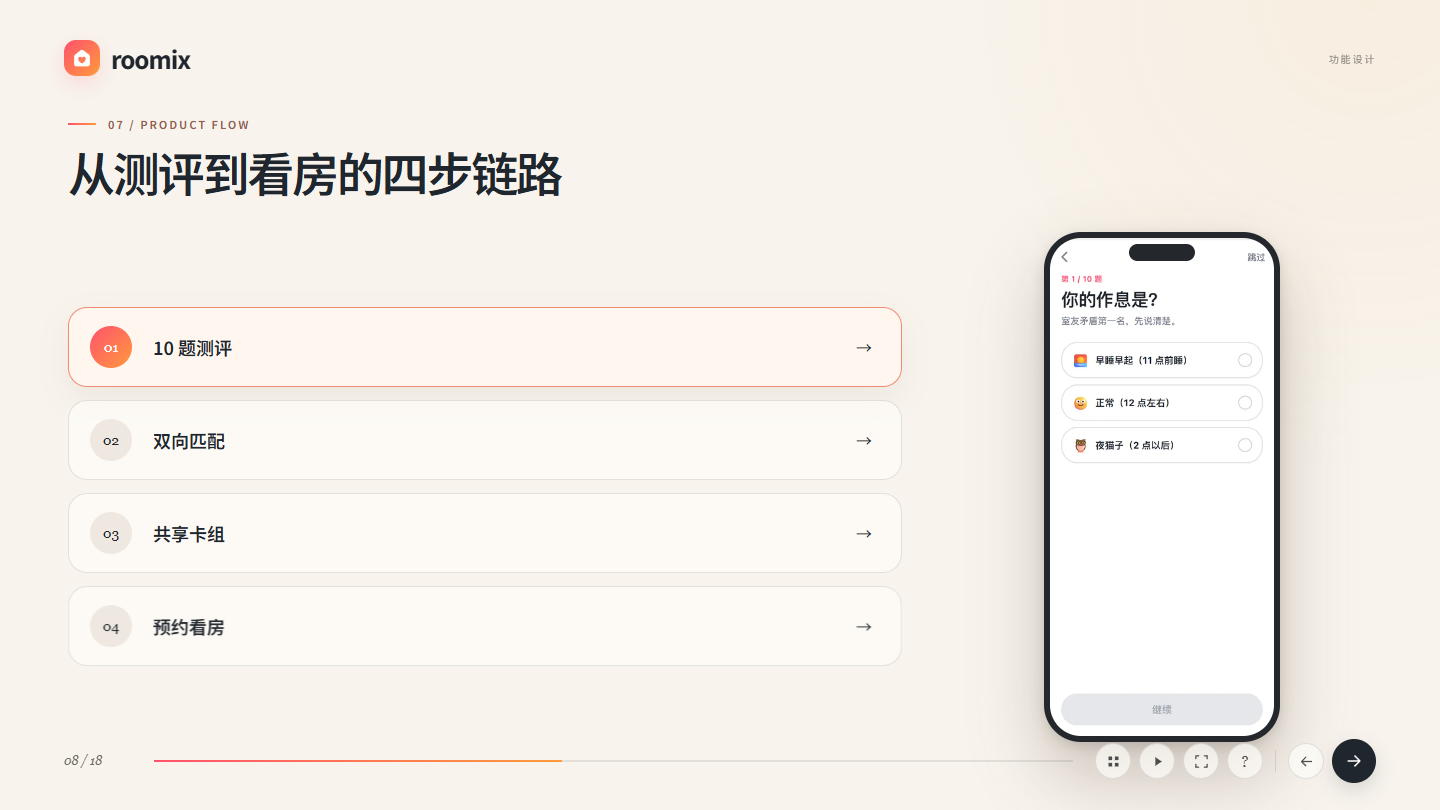 roomix
功能设计
07 / PRODUCT FLOW
从测评到看房的四步链路
01 10 题测评 →
02 双向匹配 →
03 共享卡组 →
04 预约看房 →
跳过
第 1 / 10 题
你的作息是?
室友矛盾第一名，先说清楚。
早睡早起（11 点前睡）
正常（12 点左右）
夜猫子（2 点以后）
继续
08 / 18
?